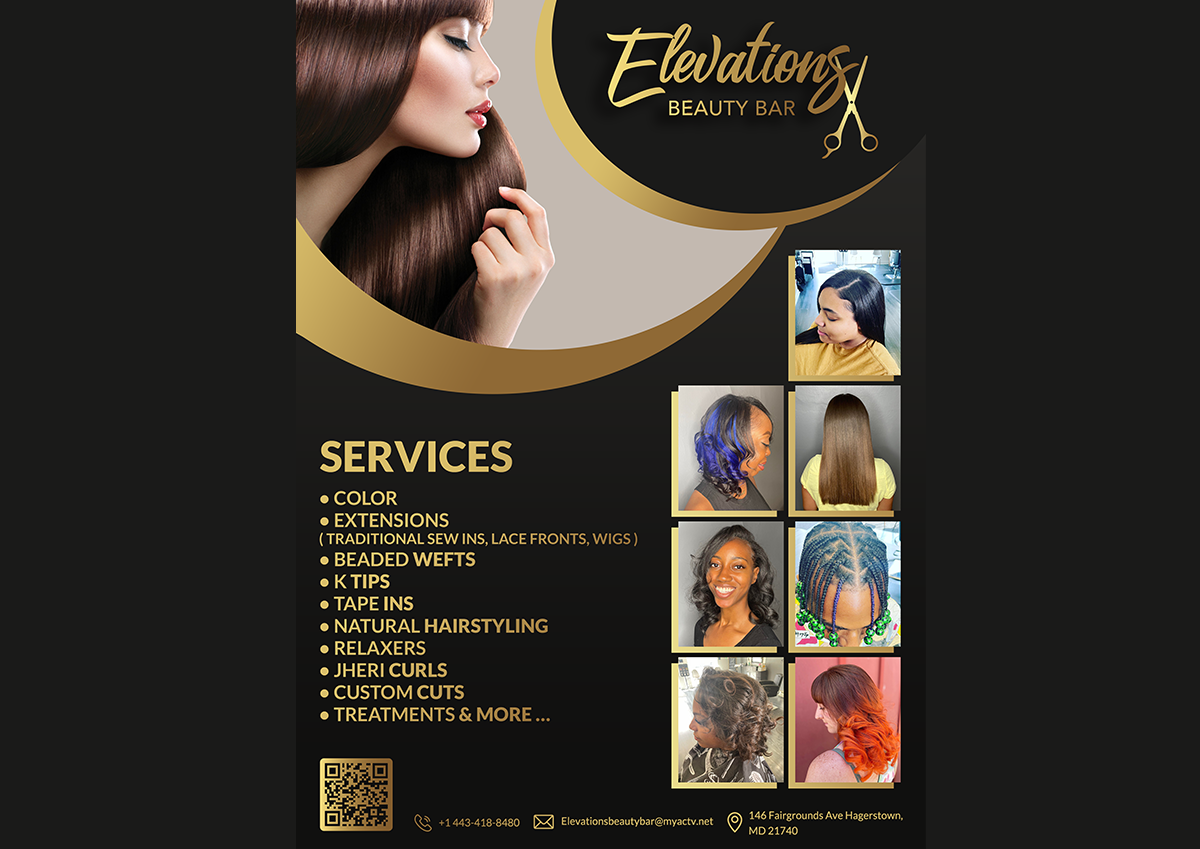 Elevations
BEAUTY BAR
SERVICES
• COLOR
• EXTENSIONS
( TRADITIONAL SEW INS, LACE FRONTS, WIGS )
• BEADED WEFTS
• K TIPS
• TAPE INS
• NATURAL HAIRSTYLING
• RELAXERS
• JHERI CURLS
• CUSTOM CUTS
• TREATMENTS & MORE ...
+1 443-418-8480
Elevationsbeautybar@myactv.net
146 Fairgrounds Ave Hagerstown,
MD 21740